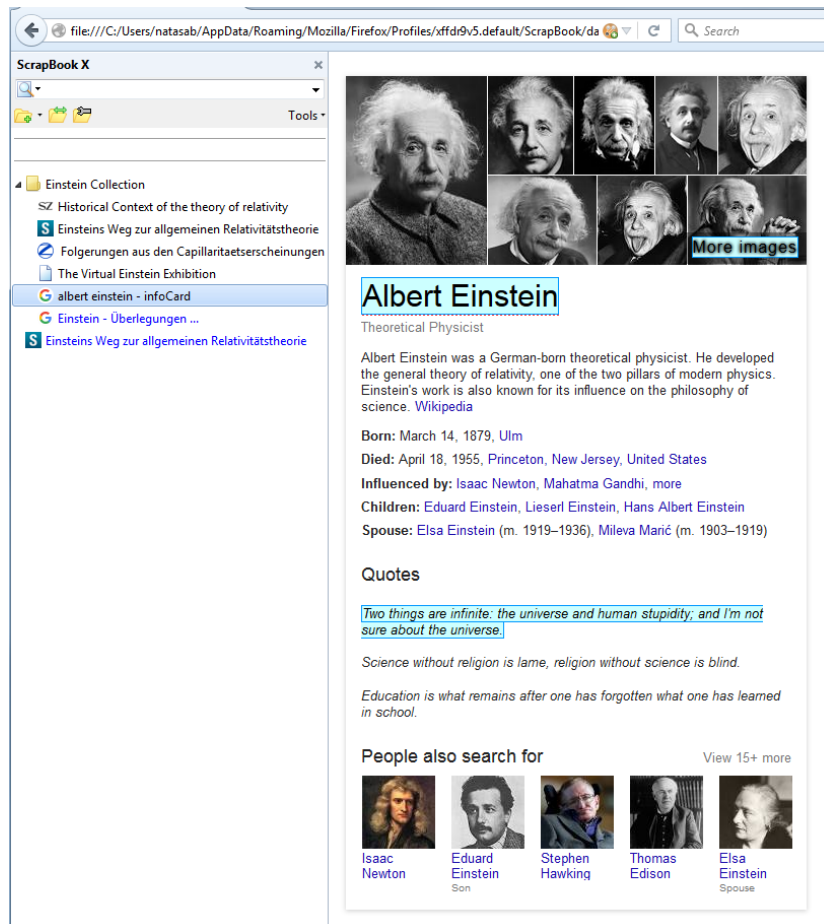 file:///C:/Users/natasab/AppData/Roaming/Mozilla/Firefox/Profiles/xffdr9v5.default/ScrapBook/da
Search
ScrapBook X
Tools
Einstein Collection
SZ Historical Context of the theory of relativity
S Einsteins Weg zur allgemeinen Relativitätstheorie
Folgerungen aus den Capillaritaetserscheinungen
The Virtual Einstein Exhibition
G albert einstein - infoCard
G Einstein - Überlegungen ...
S Einsteins Weg zur allgemeinen Relativitätstheorie
More images
Albert Einstein
Theoretical Physicist
Albert Einstein was a German-born theoretical physicist. He developed
the general theory of relativity, one of the two pillars of modern physics.
Einstein's work is also known for its influence on the philosophy of
science. Wikipedia
Born: March 14, 1879, Ulm
Died: April 18, 1955, Princeton, New Jersey, United States
Influenced by: Isaac Newton, Mahatma Gandhi, more
Children: Eduard Einstein, Lieserl Einstein, Hans Albert Einstein
Spouse: Elsa Einstein (m. 1919–1936), Mileva Marić (m. 1903–1919)
Quotes
Two things are infinite: the universe and human stupidity; and I'm not
sure about the universe.
Science without religion is lame, religion without science is blind.
Education is what remains after one has forgotten what one has learned
in school.
People also search for
View 15+ more
Isaac
Newton
Eduard
Einstein
Son
Stephen
Hawking
Thomas
Edison
Elsa
Einstein
Spouse